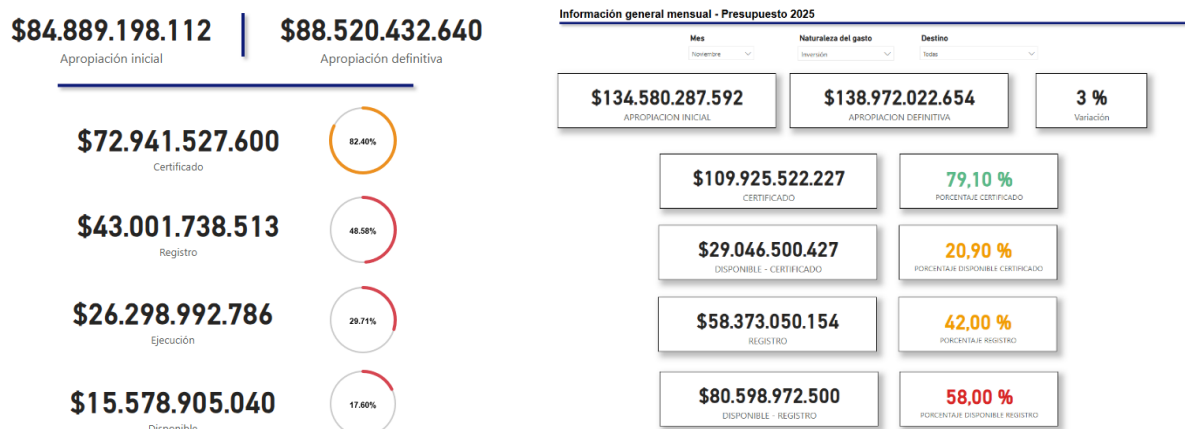 $84.889.198.112
Apropiación inicial
$88.520.432.640
Apropiación definitiva
$72.941.527.600
Certificado
82.40%
$43.001.738.513
Registro
48.58%
$26.298.992.786
Ejecución
29.71%
$15.578.905.040
Disponible
17.60%
Información general mensual - Presupuesto 2025
Mes
Noviembre
Naturaleza del gasto
Inversión
Destino
Todas
$134.580.287.592
APROPIACION INICIAL
$138.972.022.654
APROPIACION DEFINITIVA
3 %
Variación
$109.925.522.227
CERTIFICADO
79,10 %
PORCENTAJE CERTIFICADO
$29.046.500.427
DISPONIBLE - CERTIFICADO
20,90 %
PORCENTAJE DISPONIBLE CERTIFICADO
$58.373.050.154
REGISTRO
42,00 %
PORCENTAJE REGISTRO
$80.598.972.500
DISPONIBLE - REGISTRO
58,00 %
PORCENTAJE DISPONIBLE REGISTRO